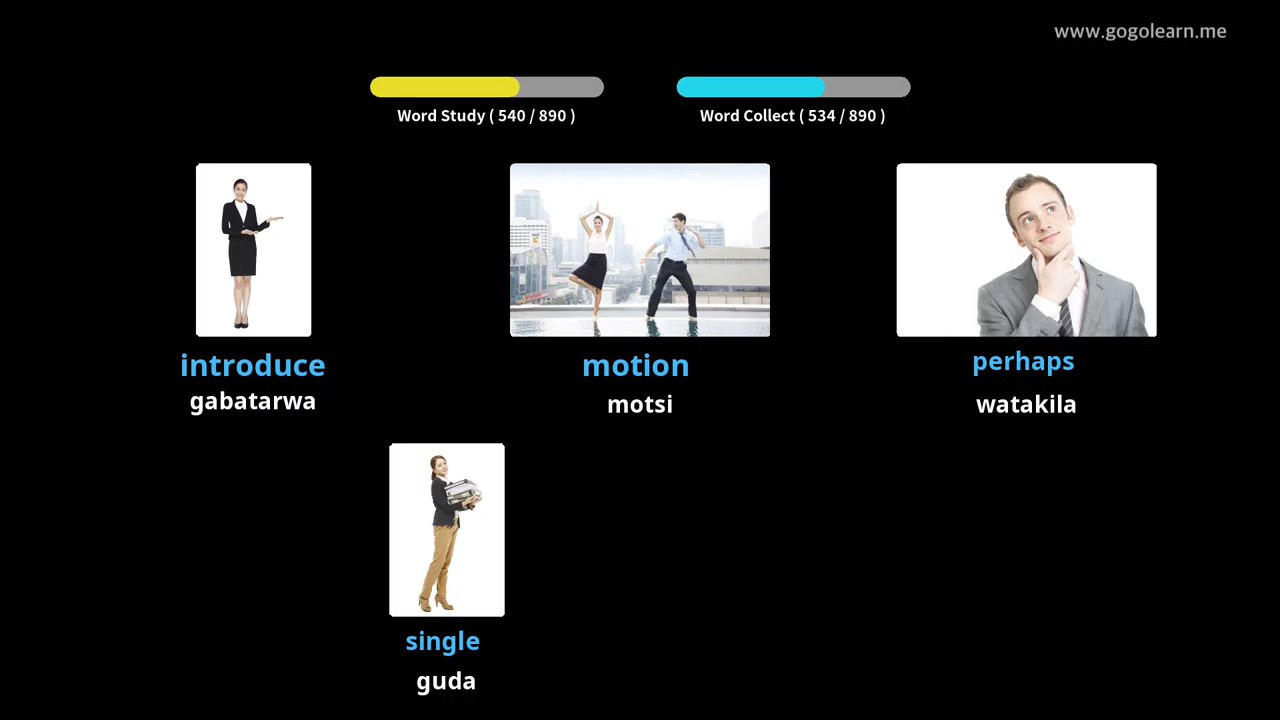 www.gogolearn.me
Word Study ( 540 / 890 )
Word Collect ( 534 / 890 )
introduce
gabatarwa
motion
motsi
perhaps
watakila
single
guda